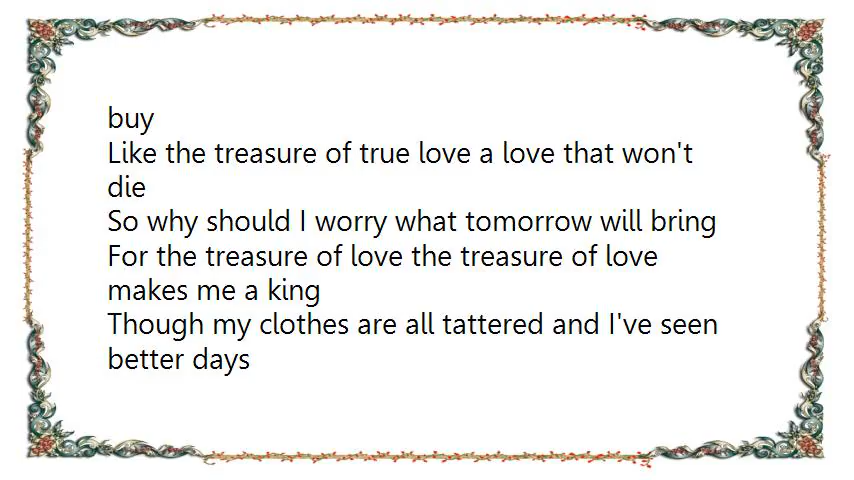 buy
Like the treasure of true love a love that won't
die
So why should I worry what tomorrow will bring
For the treasure of love the treasure of love
makes me a king
Though my clothes are all tattered and I've seen
better days